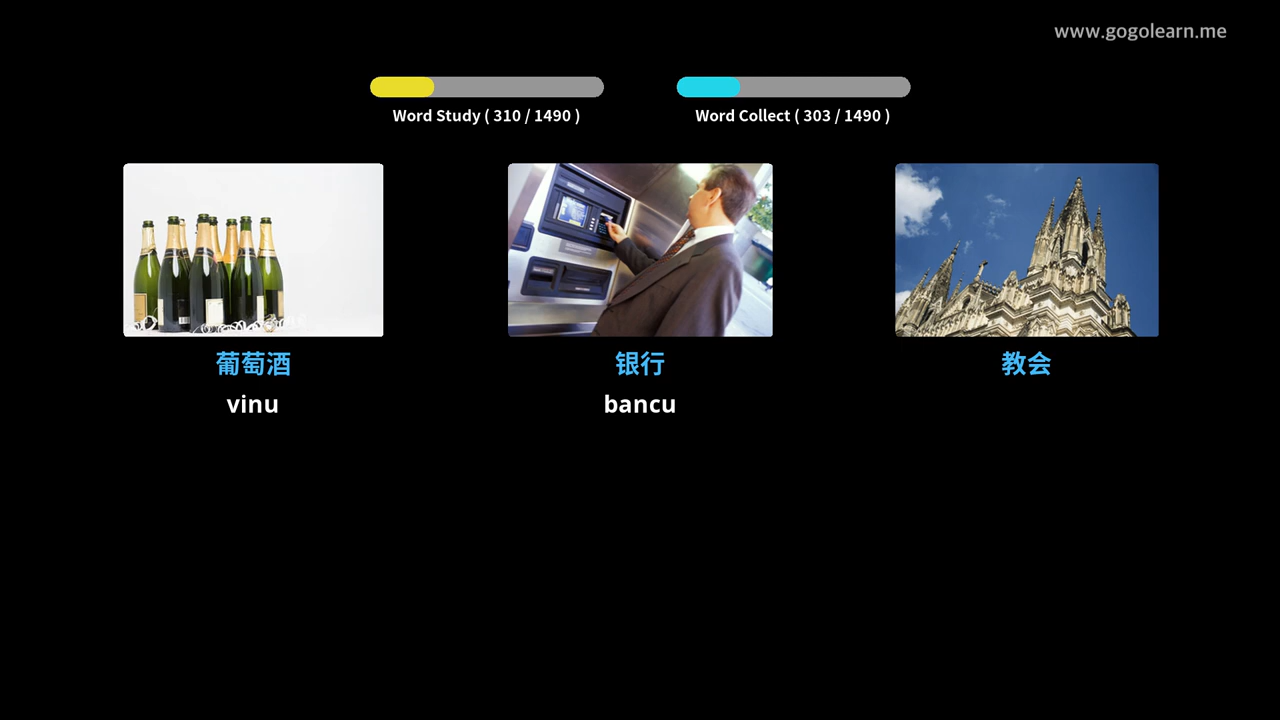 www.gogolearn.me
Word Study ( 310 / 1490 )
Word Collect ( 303 / 1490 )
葡萄酒
银行
教会
vinu
bancu